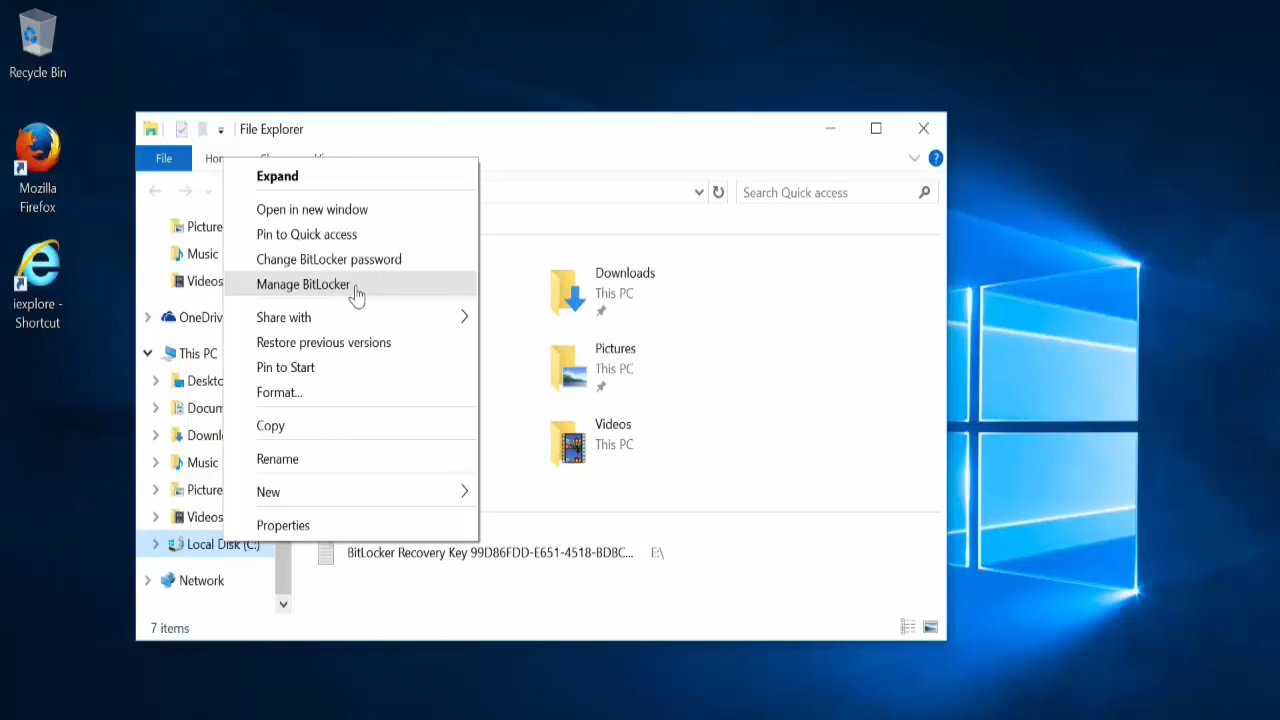 Recycle Bin
Mozilla
Firefox
iexplore -
Shortcut
File Explorer
File
Search Quick access
Picture
Music
Videos
OneDriv
This PC
Deskto
Docum
Downl
Music
Picture
Videos
Local Disk (C:)
Network
7 items
Expand
Open in new window
Pin to Quick access
Change BitLocker password
Manage BitLocker
Share with
Restore previous versions
Pin to Start
Format...
Copy
Rename
New
Properties
Downloads
This PC
Pictures
This PC
Videos
This PC
BitLocker Recovery Key 99D86FDD-E651-4518-BDBC... E:\